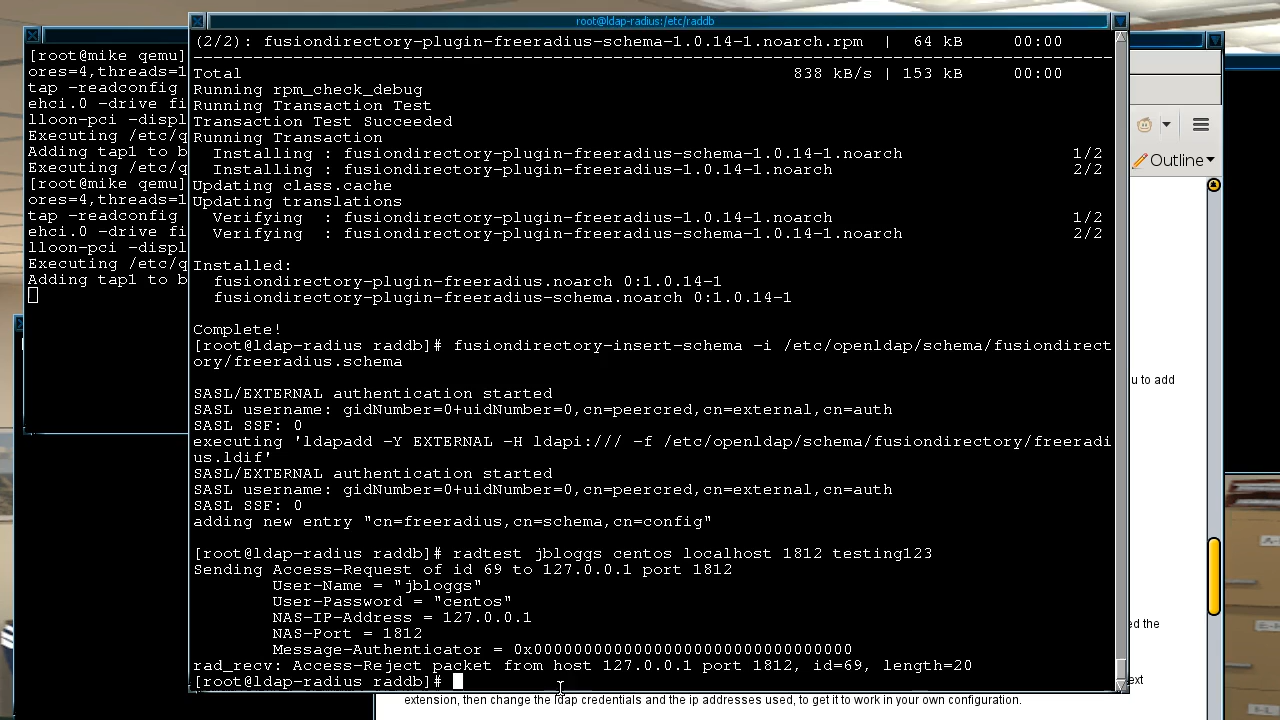 root@ldap-radius:/etc/raddb
[root@mike qemu]
ores=4,threads=1
tap -readconfig
ehci.0 -drive fi
lloon-pci -displ
Executing /etc/q
Adding tap1 to b
Executing /etc/q
[root@mike qemu]
ores=4,threads=1
tap -readconfig
ehci.0 -drive fi
lloon-pci -displ
Executing /etc/q
Adding tap1 to b
(2/2): fusiondirectory-plugin-freeradius-schema-1.0.14-1.noarch.rpm | 64 kB 00:00
--------------------------------------------------------------------------------------------
Total 838 kB/s | 153 kB 00:00
Running rpm_check_debug
Running Transaction Test
Transaction Test Succeeded
Running Transaction
Installing : fusiondirectory-plugin-freeradius-schema-1.0.14-1.noarch 1/2
Installing : fusiondirectory-plugin-freeradius-1.0.14-1.noarch 2/2
Updating class.cache
Updating translations
Verifying : fusiondirectory-plugin-freeradius-1.0.14-1.noarch 1/2
Verifying : fusiondirectory-plugin-freeradius-schema-1.0.14-1.noarch 2/2
Installed:
fusiondirectory-plugin-freeradius.noarch 0:1.0.14-1
fusiondirectory-plugin-freeradius-schema.noarch 0:1.0.14-1
Complete!
[root@ldap-radius raddb]# fusiondirectory-insert-schema -i /etc/openldap/schema/fusiondirect
ory/freeradius.schema
SASL/EXTERNAL authentication started
SASL username: gidNumber=0+uidNumber=0,cn=peercred,cn=external,cn=auth
SASL SSF: 0
executing 'ldapadd -Y EXTERNAL -H ldapi:/// -f /etc/openldap/schema/fusiondirectory/freeradi
us.ldif'
SASL/EXTERNAL authentication started
SASL username: gidNumber=0+uidNumber=0,cn=peercred,cn=external,cn=auth
SASL SSF: 0
adding new entry "cn=freeradius,cn=schema,cn=config"
[root@ldap-radius raddb]# radtest jbloggs centos localhost 1812 testing123
Sending Access-Request of id 69 to 127.0.0.1 port 1812
User-Name = "jbloggs"
User-Password = "centos"
NAS-IP-Address = 127.0.0.1
NAS-Port = 1812
Message-Authenticator = 0x00000000000000000000000000000000
rad_recv: Access-Reject packet from host 127.0.0.1 port 1812, id=69, length=20
[root@ldap-radius raddb]#
Outline
u to add
ed the
ext
extension, then change the ldap credentials and the ip addresses used, to get it to work in your own configuration.